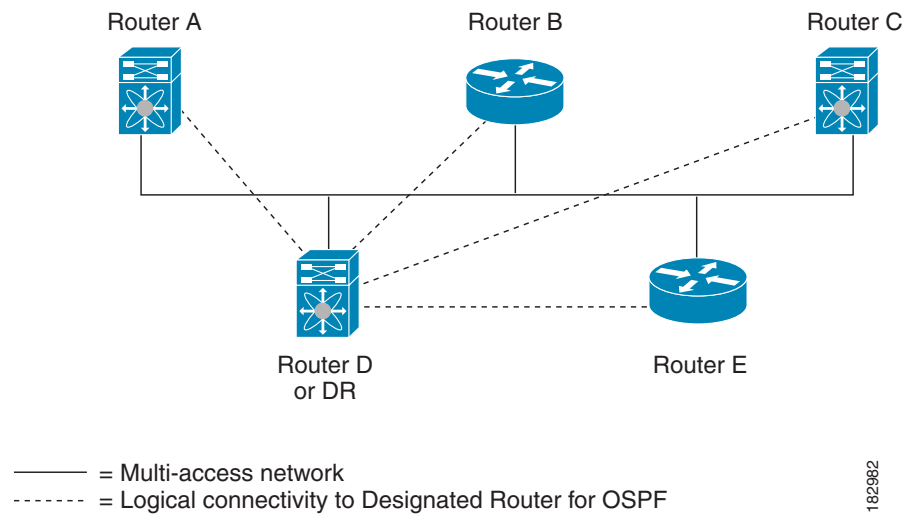 Router A
Router B
Router C
Router D
or DR
Router E
= Multi-access network
= Logical connectivity to Designated Router for OSPF
182982